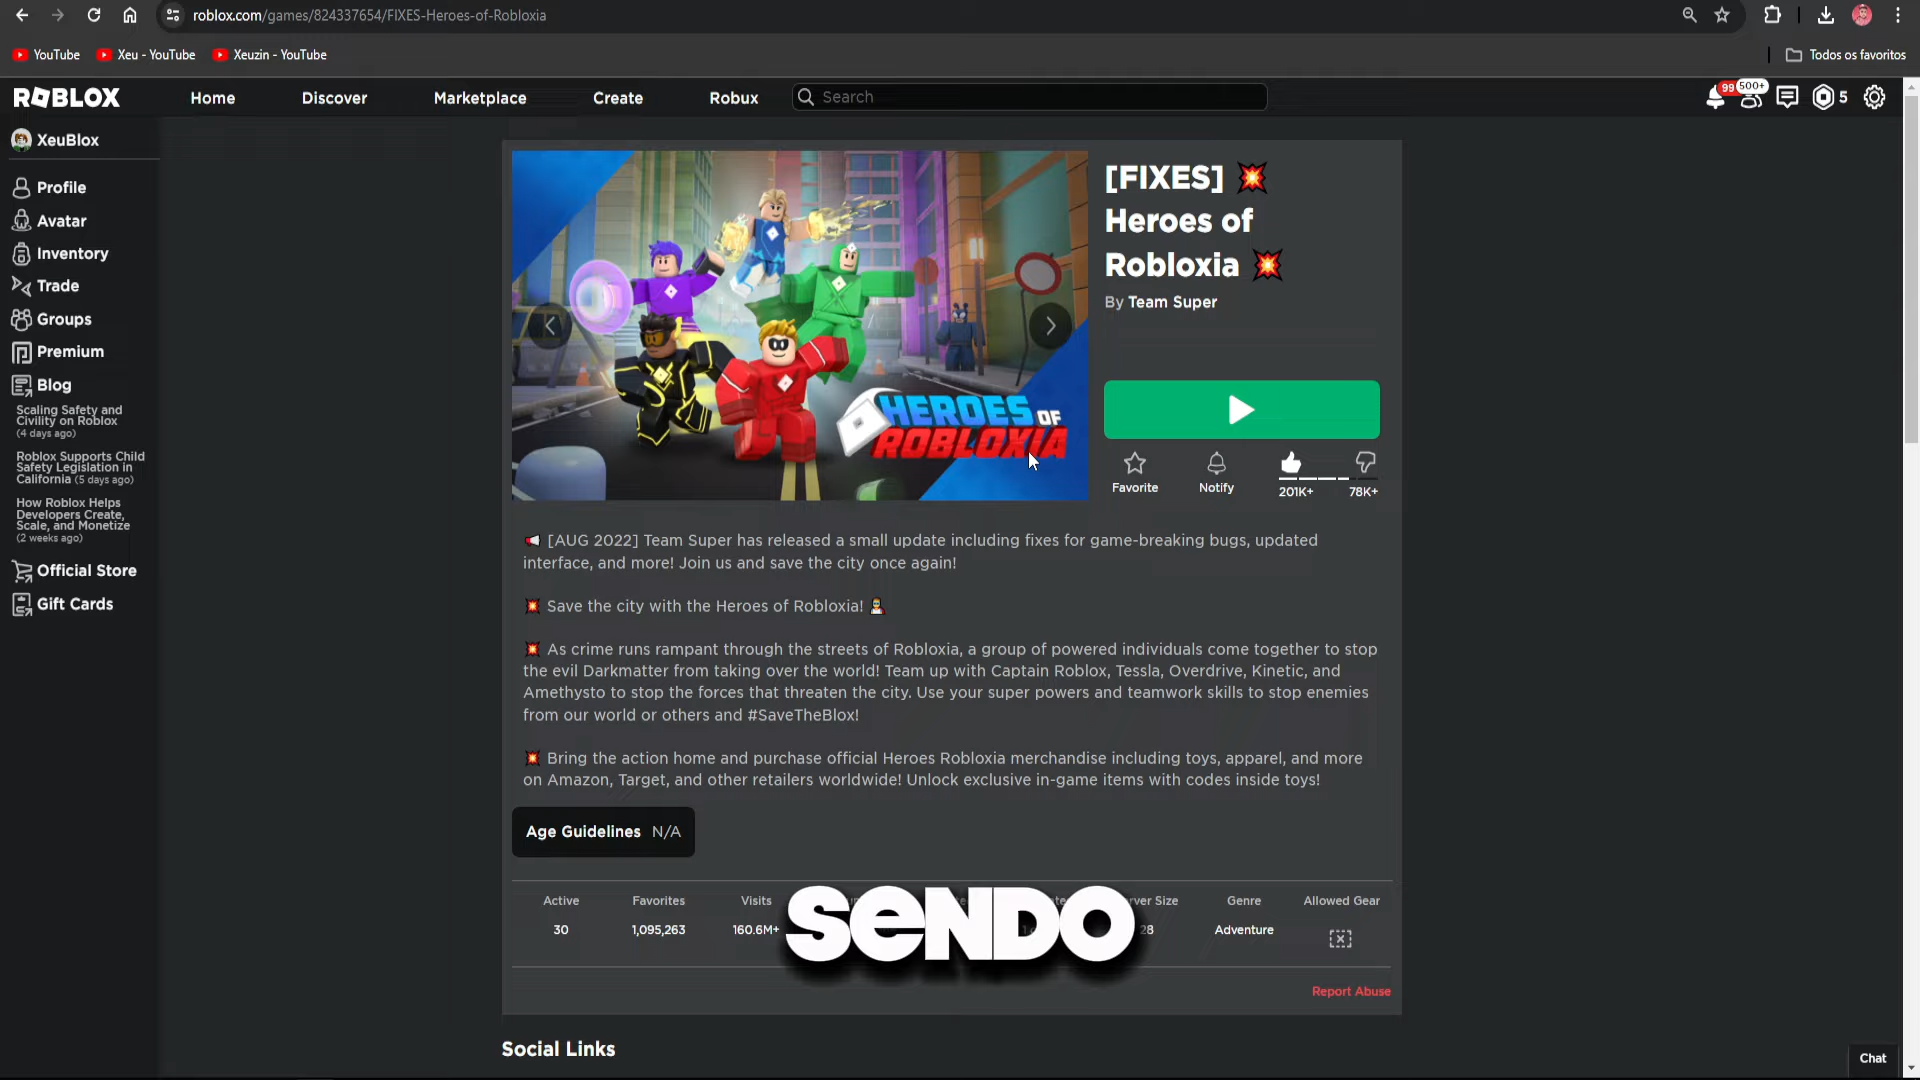 roblox.com/games/824337654/FIXES-Heroes-of-Robloxia
YouTube Xeu - YouTube Xeuzin - YouTube Todos os favoritos
ROBLOX Home Discover Marketplace Create Robux Search 99 500+ 5
XeuBlox
Profile
Avatar
Inventory
Trade
Groups
Premium
Blog
Scaling Safety and
Civility on Roblox
(4 days ago)
Roblox Supports Child
Safety Legislation in
California (5 days ago)
How Roblox Helps
Developers Create,
Scale, and Monetize
(2 weeks ago)
Official Store
Gift Cards
HEROES OF
ROBLOXIA
[FIXES] 💥
Heroes of
Robloxia 💥
By Team Super
Favorite Notify 201K+ 78K+
[AUG 2022] Team Super has released a small update including fixes for game-breaking bugs, updated
interface, and more! Join us and save the city once again!
💥 Save the city with the Heroes of Robloxia!
💥 As crime runs rampant through the streets of Robloxia, a group of powered individuals come together to stop
the evil Darkmatter from taking over the world! Team up with Captain Roblox, Tessla, Overdrive, Kinetic, and
Amethysto to stop the forces that threaten the city. Use your super powers and teamwork skills to stop enemies
from our world or others and #SaveTheBlox!
💥 Bring the action home and purchase official Heroes Robloxia merchandise including toys, apparel, and more
on Amazon, Target, and other retailers worldwide! Unlock exclusive in-game items with codes inside toys!
Age Guidelines N/A
Active Favorites Visits Size Genre Allowed Gear
30 1,095,263 160.6M+ 28 Adventure
SENDO
Report Abuse
Social Links
Chat